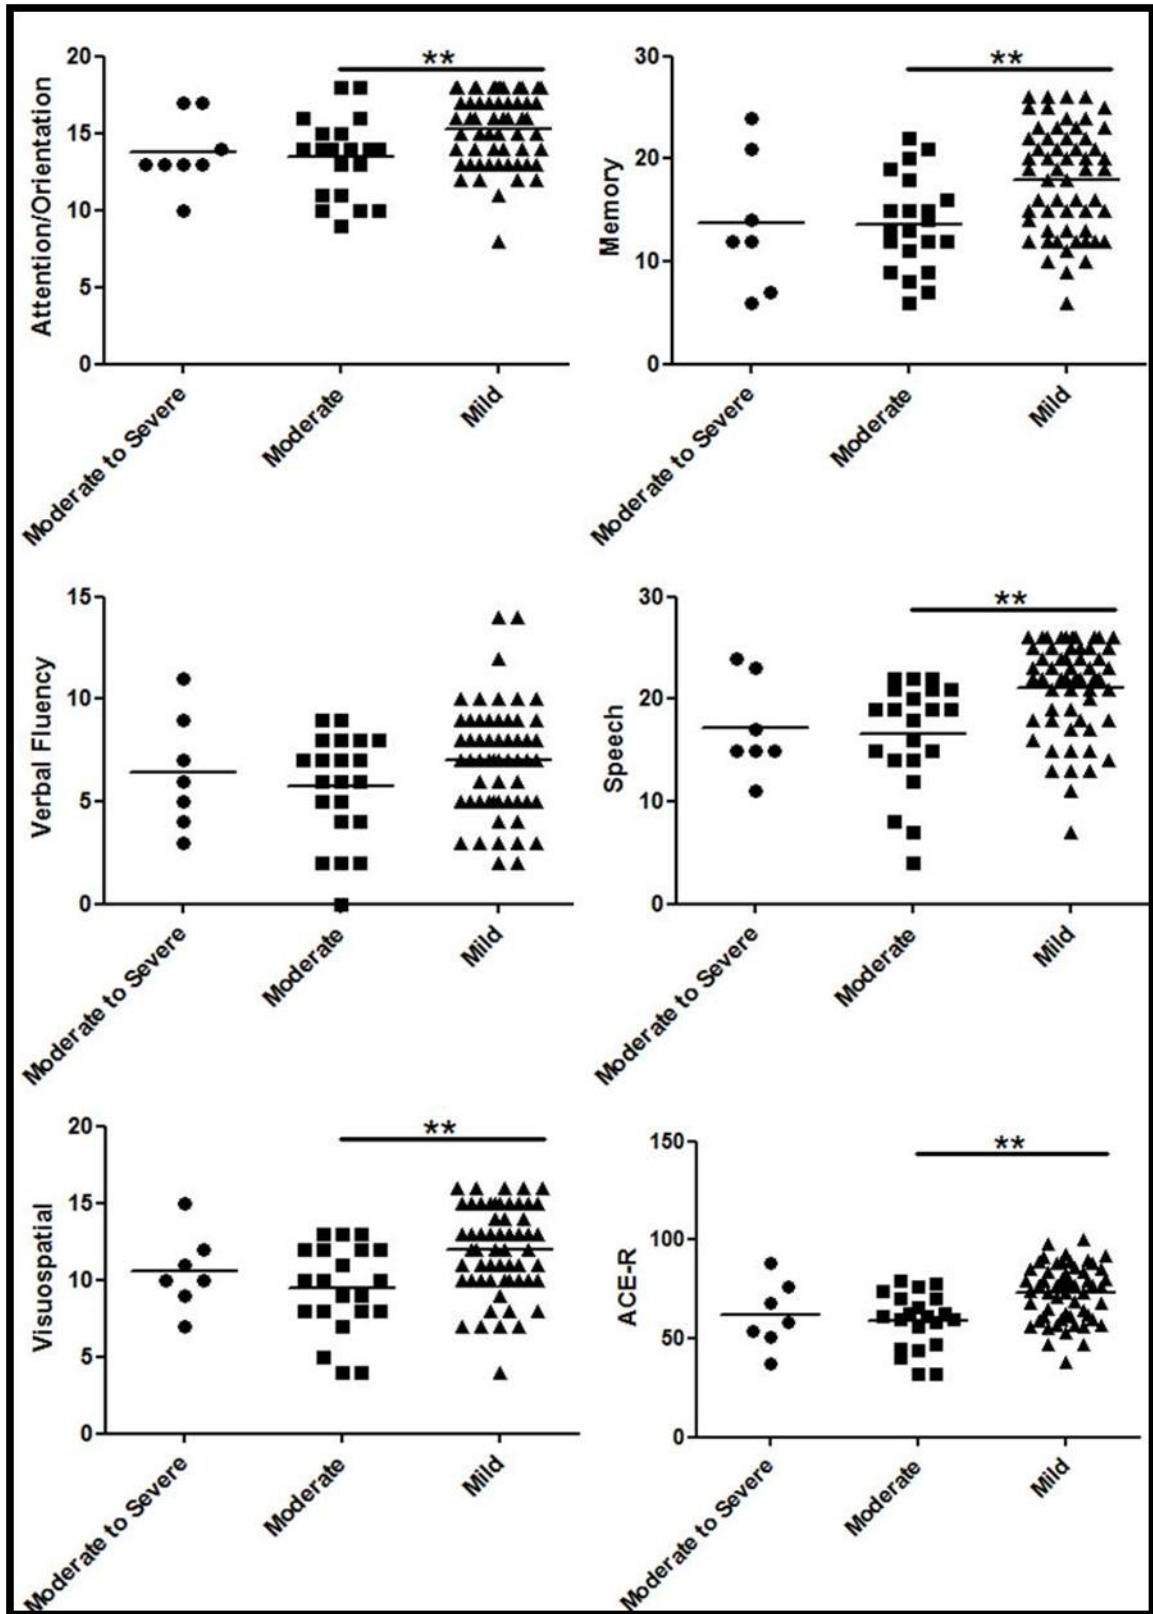 **
20
15
10
5
0
Attention/Orientation
Moderate to Severe
Moderate
Mild
**
30
20
10
0
Memory
Moderate to Severe
Moderate
Mild
15
10
5
0
Verbal Fluency
Moderate to Severe
Moderate
Mild
**
30
20
10
0
Speech
Moderate to Severe
Moderate
Mild
**
20
15
10
5
0
Visuospatial
Moderate to Severe
Moderate
Mild
**
150
100
50
0
ACE-R
Moderate to Severe
Moderate
Mild